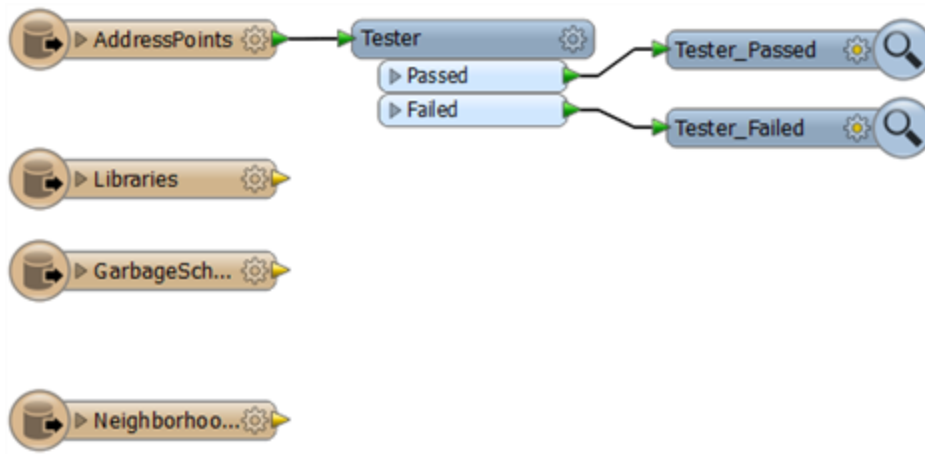 AddressPoints
Tester
Passed
Failed
Tester_Passed
Tester_Failed
Libraries
GarbageSch...
Neighborhoo...